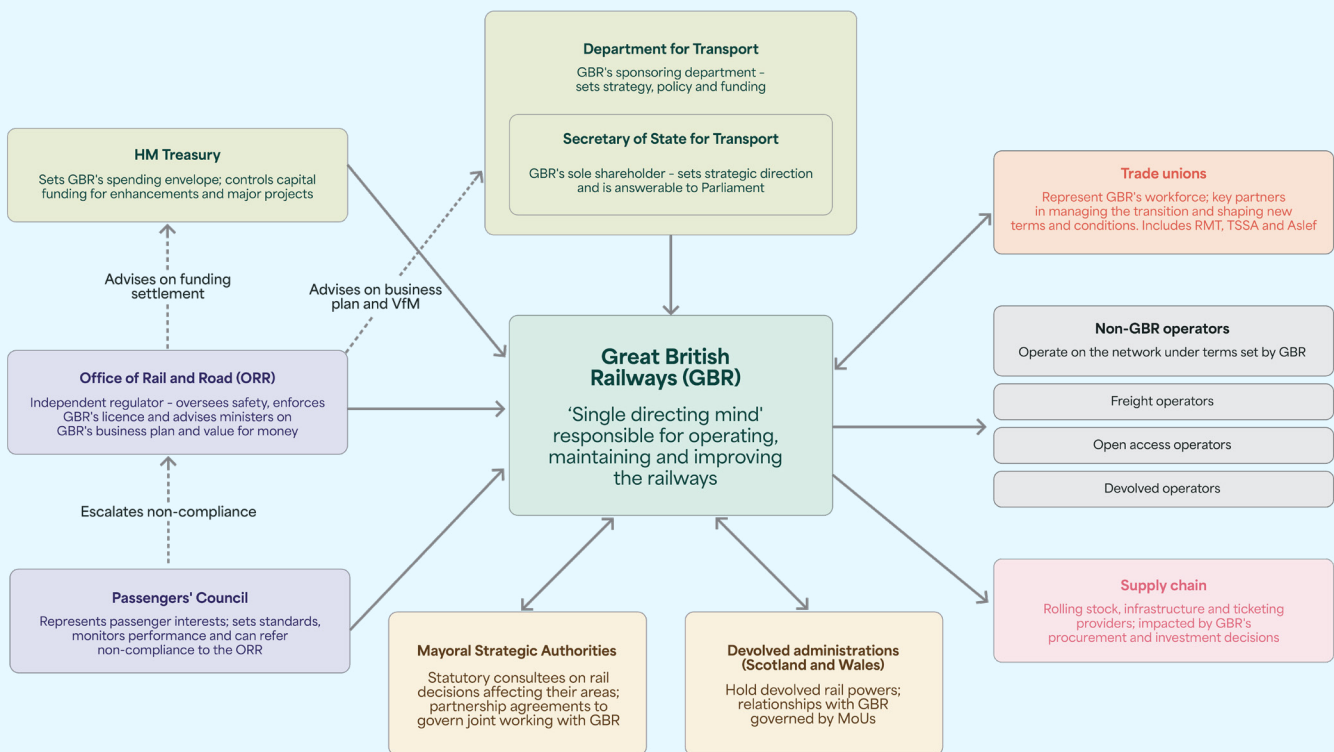 Department for Transport
GBR's sponsoring department –
sets strategy, policy and funding
Secretary of State for Transport
GBR's sole shareholder – sets strategic direction
and is answerable to Parliament
HM Treasury
Sets GBR's spending envelope; controls capital
funding for enhancements and major projects
Trade unions
Represent GBR's workforce; key partners
in managing the transition and shaping new
terms and conditions. Includes RMT, TSSA and Aslef
Advises on funding
settlement
Advises on business
plan and VfM
Great British
Railways (GBR)
'Single directing mind'
responsible for operating,
maintaining and improving
the railways
Non-GBR operators
Operate on the network under terms set by GBR
Freight operators
Open access operators
Devolved operators
Office of Rail and Road (ORR)
Independent regulator – oversees safety, enforces
GBR's licence and advises ministers on
GBR's business plan and value for money
Escalates non-compliance
Passengers' Council
Represents passenger interests; sets standards,
monitors performance and can refer
non-compliance to the ORR
Mayoral Strategic Authorities
Statutory consultees on rail
decisions affecting their areas;
partnership agreements to
govern joint working with GBR
Devolved administrations
(Scotland and Wales)
Hold devolved rail powers;
relationships with GBR
governed by MoUs
Supply chain
Rolling stock, infrastructure and ticketing
providers; impacted by GBR's
procurement and investment decisions